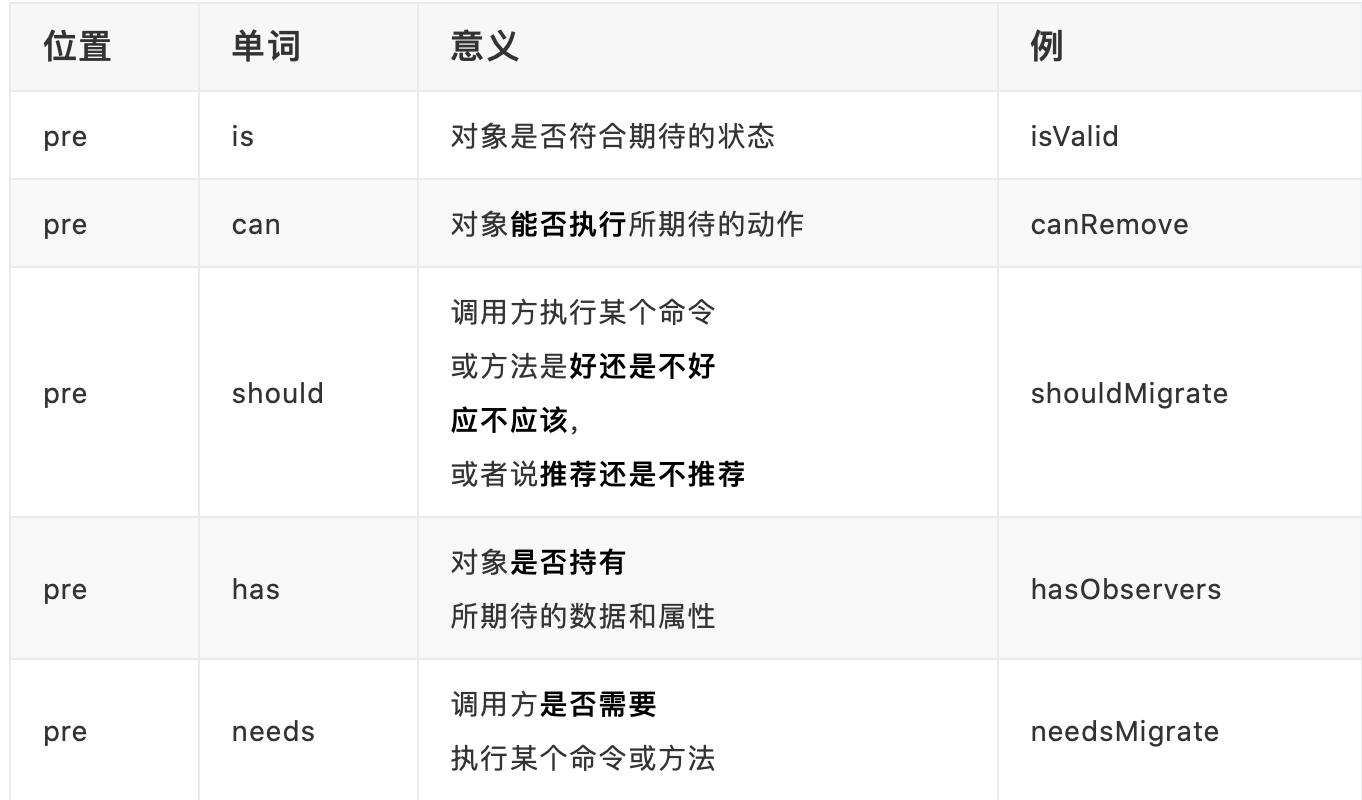 位置 单词 意义 例
pre is 对象是否符合期待的状态 isValid
pre can 对象能否执行所期待的动作 canRemove
调用方执行某个命令
或方法是好还是不好
pre should 应不应该, shouldMigrate
或者说推荐还是不推荐
对象是否持有
pre has hasObservers
所期待的数据和属性
调用方是否需要
pre needs needsMigrate
执行某个命令或方法